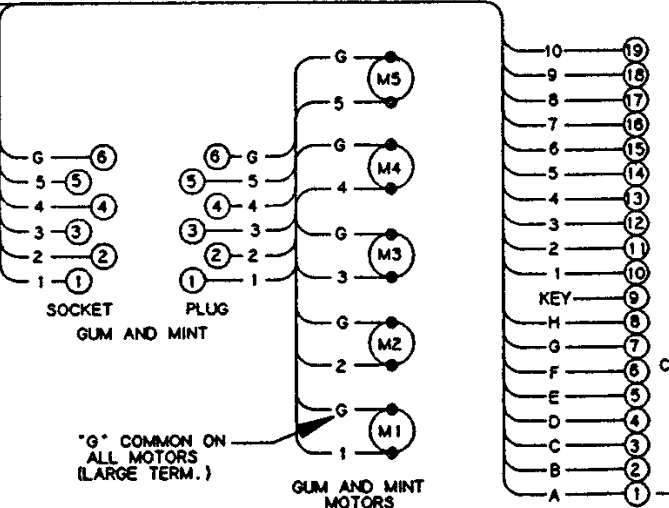 G 6
5 5
4 4
3 3
2 2
1 1
SOCKET
6 G
5 5
4 4
3 3
2 2
1 1
PLUG
GUM AND MINT
G
M5
5
G
M4
4
G
M3
3
G
M2
2
G
M1
1
"G" COMMON ON
ALL MOTORS
(LARGE TERM.)
GUM AND MINT
MOTORS
10 19
9 18
8 17
7 16
6 15
5 14
4 13
3 12
2 11
1 10
KEY 9
H 8
G 7
F 6
E 5
D 4
C 3
B 2
A 1
C